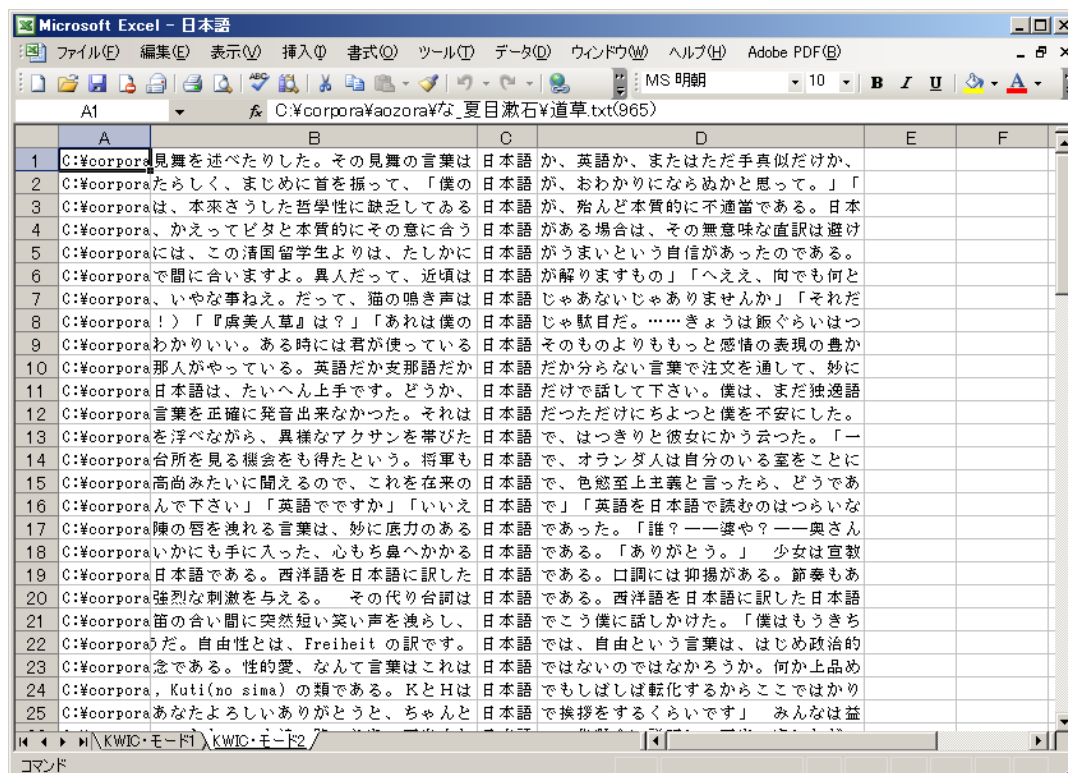 Microsoft Excel - 日本語
ファイル(F) 編集(E) 表示(V) 挿入(I) 書式(O) ツール(T) データ(D) ウィンドウ(W) ヘルプ(H) Adobe PDF(B)
MS 明朝 10 B I U A
A1 fx C:¥corpora¥aozora¥な_夏目漱石¥道草.txt(965)
A B C D E F
1 C:¥corpora 見舞を述べたりした。その見舞の言葉は 日本語 か、英語か、またはただ手真似だけか、
2 C:¥corpora たらしく、まじめに首を振って、「僕の 日本語 が、おわかりにならぬかと思って。」「
3 C:¥corpora は、本来さうした哲學性に缺乏してゐる 日本語 が、殆んど本質的に不適當である。日本
4 C:¥corpora 、かえってピタと本質的にその意に合う 日本語 がある場合は、その無意味な直訳は避け
5 C:¥corpora には、この清国留学生よりは、たしかに 日本語 がうまいという自信があったのである。
6 C:¥corpora で間に合いますよ。異人だって、近頃は 日本語 が解りますもの」「へええ、向でも何と
7 C:¥corpora 、いやな事ねえ。だって、猫の鳴き声は 日本語 じゃあないじゃありませんか」「それだ
8 C:¥corpora !)「『虞美人草』は?」「あれは僕の 日本語 じゃ駄目だ。……きょうは飯ぐらいはつ
9 C:¥corpora わかりいい。ある時には君が使っている 日本語 そのものよりももっと感情の表現の豊か
10 C:¥corpora 那人がやっている。英語だか支那語だか 日本語 だか分らない言葉で注文を通して、妙に
11 C:¥corpora 日本語は、たいへん上手です。どうか、 日本語 だけで話して下さい。僕は、まだ独逸語
12 C:¥corpora 言葉を正確に発音出来なかつた。それは 日本語 だつただけにちよつと僕を不安にした。
13 C:¥corpora を浮べながら、異様なアクサンを帯びた 日本語 で、はつきりと彼女にかう云つた。「一
14 C:¥corpora 台所を見る機会をも得たという。将軍も 日本語 で、オランダ人は自分のいる室をことに
15 C:¥corpora 高尚みたいに聞えるので、これを在来の 日本語 で、色慾至上主義と言ったら、どうであ
16 C:¥corpora んで下さい」「英語でですか」「いいえ 日本語 で」「英語を日本語で読むのはつらいな
17 C:¥corpora 陳の唇を洩れる言葉は、妙に底力のある 日本語 であった。「誰?――婆や?――奥さん
18 C:¥corpora いかにも手に入った、心もち鼻へかかる 日本語 である。「ありがとう。」 少女は宣教
19 C:¥corpora 日本語である。西洋語を日本語に訳した 日本語 である。口調には抑揚がある。節奏もあ
20 C:¥corpora 強烈な刺激を与える。 その代り台詞は 日本語 である。西洋語を日本語に訳した日本語
21 C:¥corpora 笛の合い間に突然短い笑い声を洩らし、 日本語 でこう僕に話しかけた。「僕はもうきち
22 C:¥corpora うだ。自由性とは、Freiheit の訳です。 日本語 では、自由という言葉は、はじめ政治的
23 C:¥corpora 念である。性的愛、なんて言葉はこれは 日本語 ではないのではなかろうか。何か上品め
24 C:¥corpora , Kuti(no sima) の類である。KとHは 日本語 でもしばしば転化するからここではかり
25 C:¥corpora あなたよろしいありがとうと、ちゃんと 日本語 で挨拶をするくらいです」 みんなは益
KWIC・モード1 KWIC・モード2
コマンド